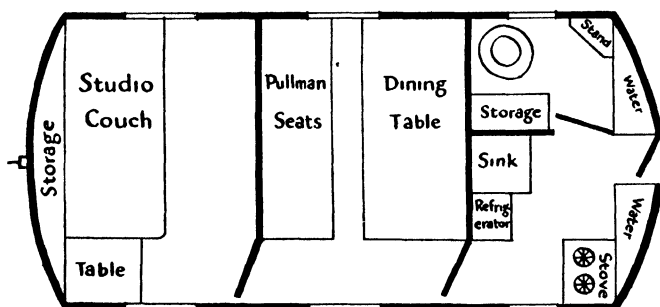 Storage
Studio
Couch
Table
Pullman
Seats
Dining
Table
Stand
Water
Storage
Sink
Refrig
erator
Water
Stove